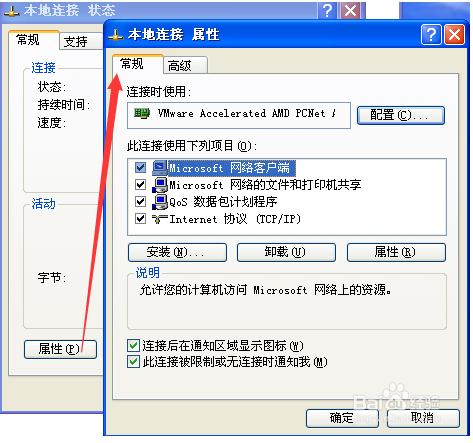 本地连接 状态
常规 支持
连接
状态:
持续时间:
速度:
活动
字节:
属性(P)
本地连接 属性
常规 高级
连接时使用:
VMware Accelerated AMD PCNet
配置(C)...
此连接使用下列项目(O):
Microsoft 网络客户端
Microsoft 网络的文件和打印机共享
QoS 数据包计划程序
Internet 协议 (TCP/IP)
安装(N)... 卸载(U) 属性(R)
说明
允许您的计算机访问 Microsoft 网络上的资源。
连接后在通知区域显示图标(W)
此连接被限制或无连接时通知我(M)
确定 取消
Baidu经验